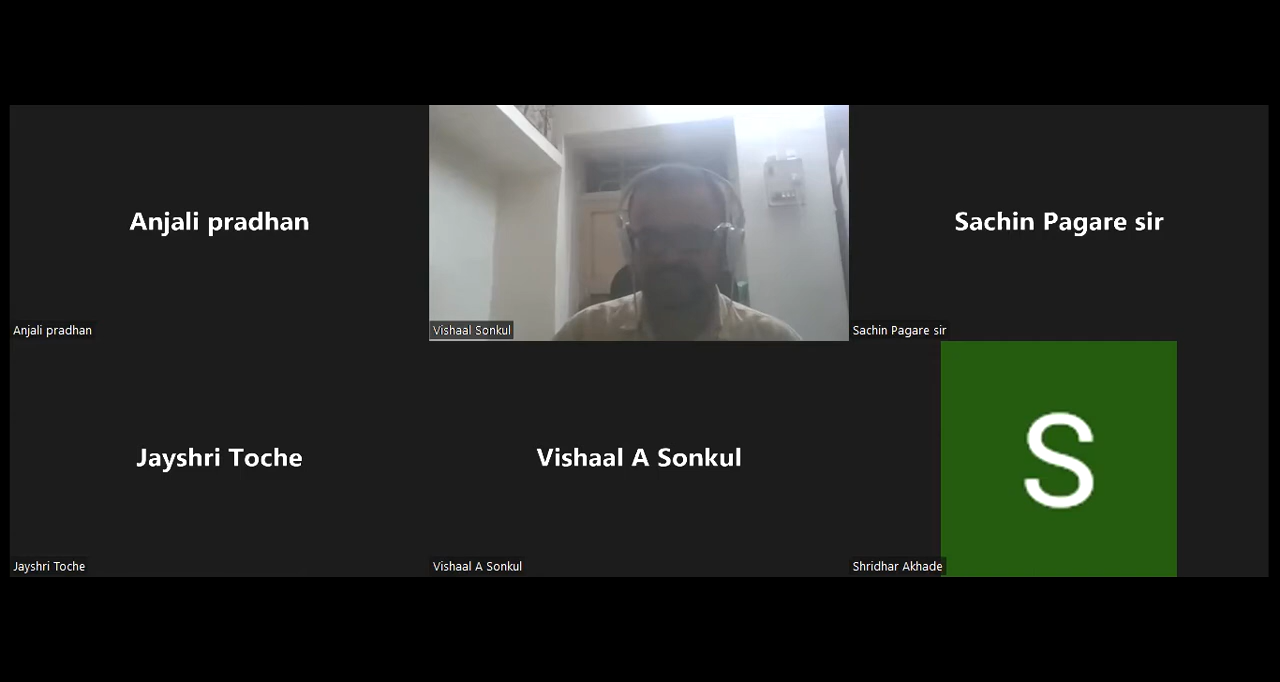 Anjali pradhan
Anjali pradhan
Vishaal Sonkul
Sachin Pagare sir
Sachin Pagare sir
Jayshri Toche
Jayshri Toche
Vishaal A Sonkul
Vishaal A Sonkul
S
Shridhar Akhade